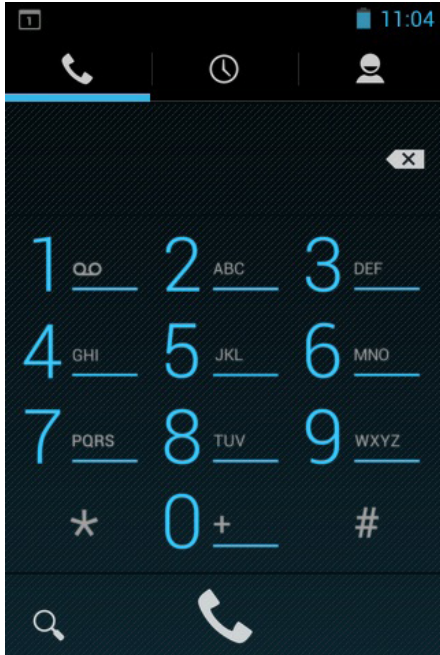 1 11:04
1 2 ABC 3 DEF
4 GHI 5 JKL 6 MNO
7 PQRS 8 TUV 9 WXYZ
* 0 + #